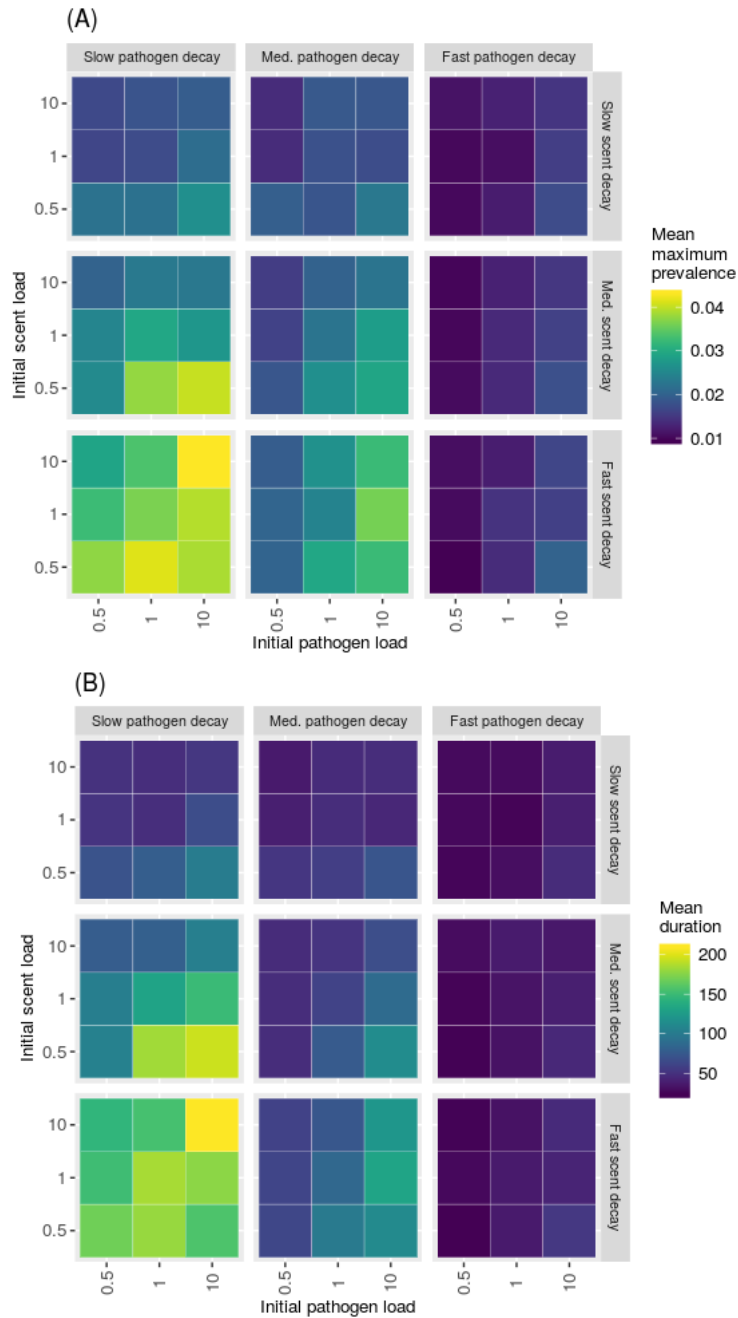 (A)
Slow pathogen decay
Med. pathogen decay
Fast pathogen decay
10
1
0.5
Slow scent decay
10
1
0.5
Med. scent decay
10
1
0.5
Fast scent decay
Initial scent load
0.5
1
10
0.5
1
10
0.5
1
10
Initial pathogen load
Mean
maximum
prevalence
0.04
0.03
0.02
0.01
(B)
Slow pathogen decay
Med. pathogen decay
Fast pathogen decay
10
1
0.5
Slow scent decay
10
1
0.5
Med. scent decay
10
1
0.5
Fast scent decay
Initial scent load
0.5
1
10
0.5
1
10
0.5
1
10
Initial pathogen load
Mean
duration
200
150
100
50